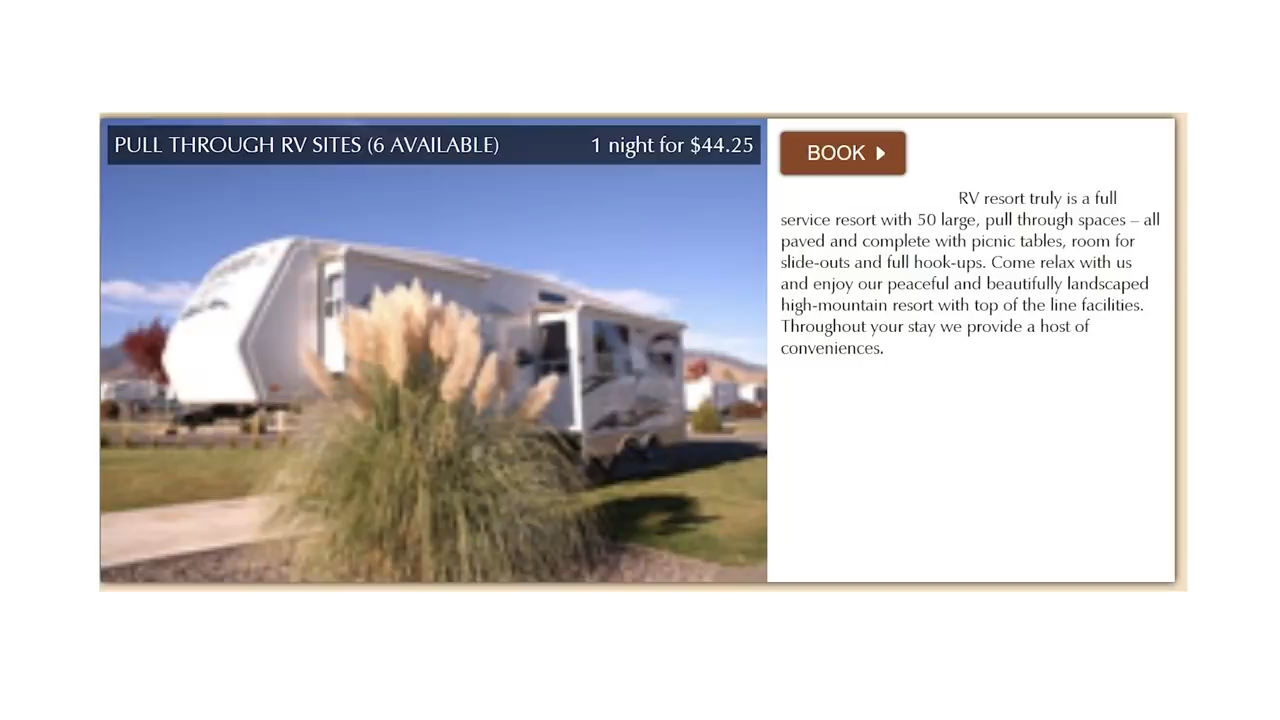 PULL THROUGH RV SITES (6 AVAILABLE) 1 night for $44.25
BOOK
RV resort truly is a full
service resort with 50 large, pull through spaces – all
paved and complete with picnic tables, room for
slide-outs and full hook-ups. Come relax with us
and enjoy our peaceful and beautifully landscaped
high-mountain resort with top of the line facilities.
Throughout your stay we provide a host of
conveniences.